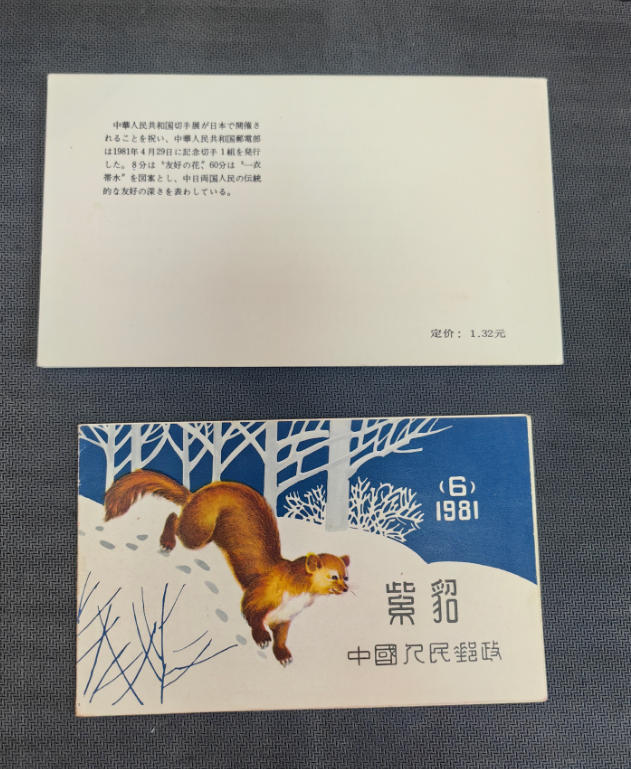 中華人民共和国切手展が日本で開催さ
れることを祝い、中華人民共和国郵電部
は1981年4月29日に記念切手1組を発行
した。8分は“友好の花”,60分は“一衣
帯水”を図案とし、中日両国人民の伝統
的な友好の深さを表わしている。
定价：1.32元
(6)
1981
紫貂
中國人民郵政